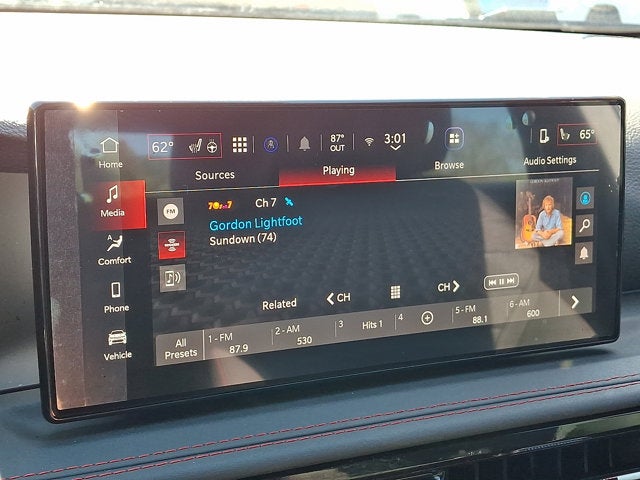 62°
87°
OUT
3:01
65°
Home
Sources
Playing
Browse
Audio Settings
Media
FM
Ch 7
Gordon Lightfoot
Sundown (74)
Comfort
Phone
Related
CH
CH
Vehicle
All
Presets
1 - FM
87.9
2 - AM
530
3
Hits 1
4
5 - FM
88.1
6 - AM
600